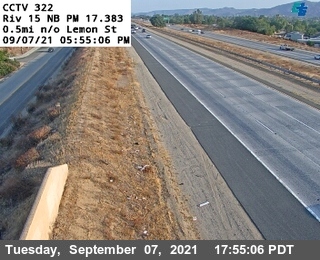 CCTV 322
Riv 15 NB PM 17.383
0.5mi n/o Lemon St
09/07/21 05:55:06 PM
Tuesday, September 07, 2021 17:55:06 PDT